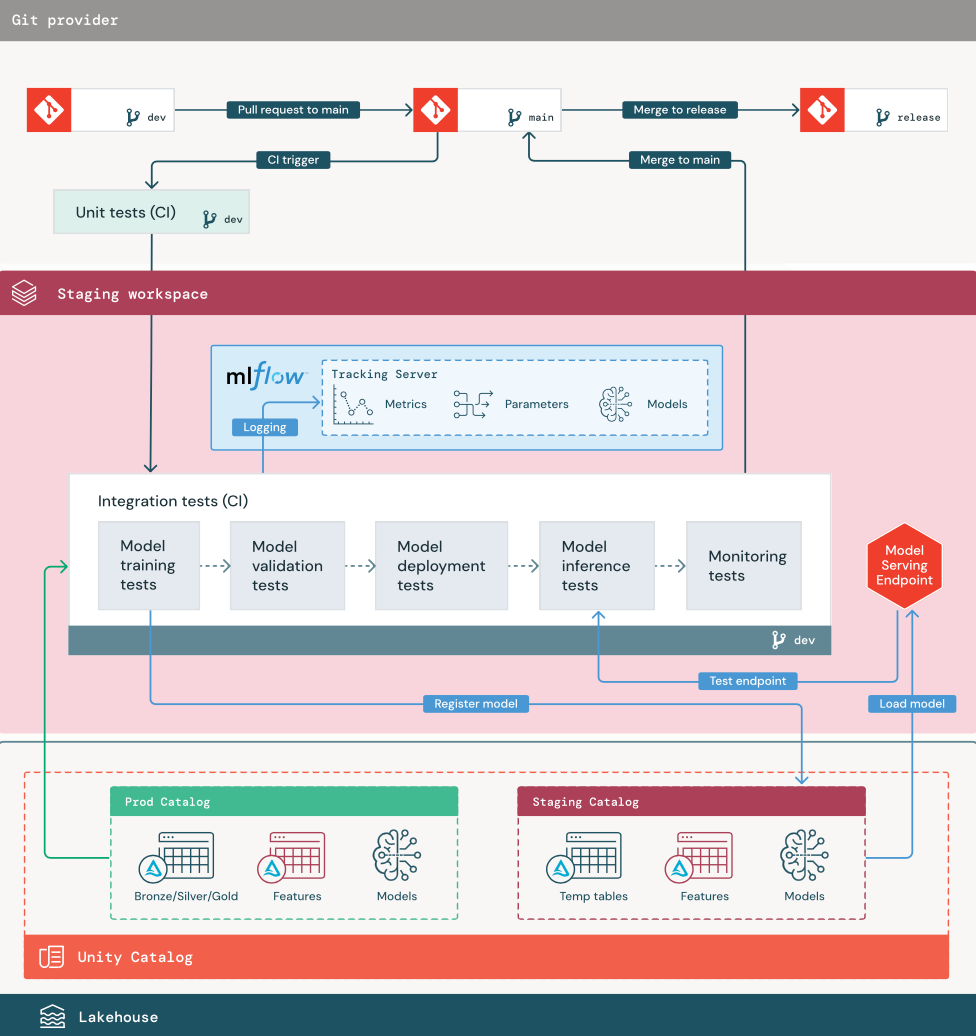 Git provider
dev
Pull request to main
main
Merge to release
release
CI trigger
Merge to main
Unit tests (CI)
dev
Staging workspace
mlflow
Tracking Server
Metrics
Parameters
Models
Logging
Integration tests (CI)
Model
training
tests
Model
validation
tests
Model
deployment
tests
Model
inference
tests
Monitoring
tests
Model
Serving
Endpoint
dev
Test endpoint
Register model
Load model
Prod Catalog
Bronze/Silver/Gold
Features
Models
Staging Catalog
Temp tables
Features
Models
Unity Catalog
Lakehouse